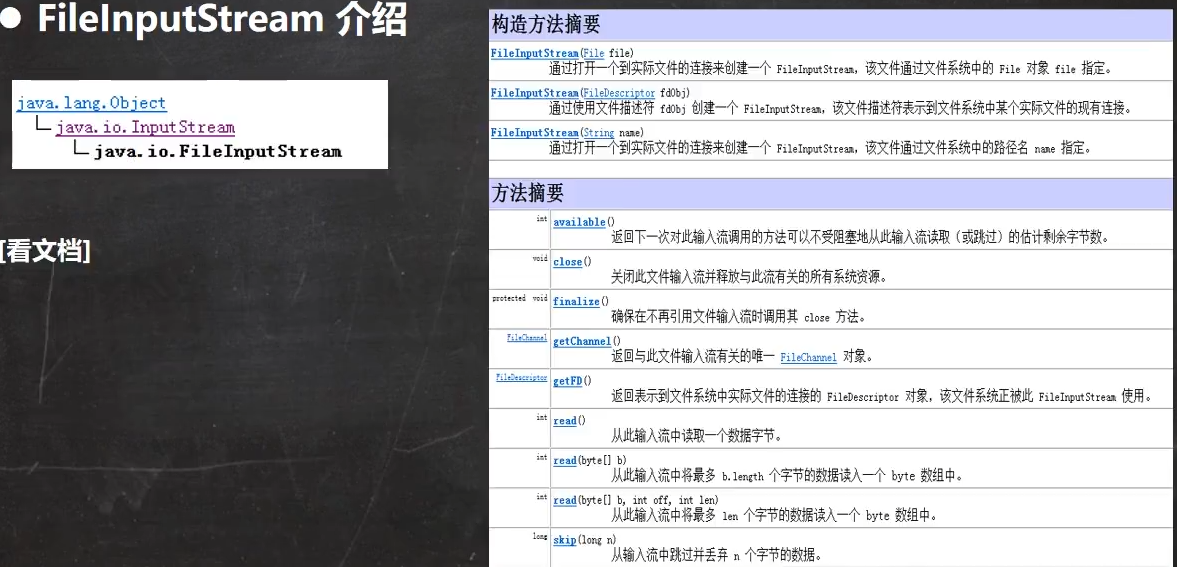 ● FileInputStream 介绍
java.lang.Object
java.io.InputStream
java.io.FileInputStream
[看文档]
构造方法摘要
FileInputStream(File file)
通过打开一个到实际文件的连接来创建一个 FileInputStream，该文件通过文件系统中的 File 对象 file 指定。
FileInputStream(FileDescriptor fdObj)
通过使用文件描述符 fdObj 创建一个 FileInputStream，该文件描述符表示到文件系统中某个实际文件的现有连接。
FileInputStream(String name)
通过打开一个到实际文件的连接来创建一个 FileInputStream，该文件通过文件系统中的路径名 name 指定。
方法摘要
int available()
返回下一次对此输入流调用的方法可以不受阻塞地从此输入流读取（或跳过）的估计剩余字节数。
void close()
关闭此文件输入流并释放与此流有关的所有系统资源。
protected void finalize()
确保在不再引用文件输入流时调用其 close 方法。
FileChannel getChannel()
返回与此文件输入流有关的唯一 FileChannel 对象。
FileDescriptor getFD()
返回表示到文件系统中实际文件的连接的 FileDescriptor 对象，该文件系统正被此 FileInputStream 使用。
int read()
从此输入流中读取一个数据字节。
int read(byte[] b)
从此输入流中将最多 b.length 个字节的数据读入一个 byte 数组中。
int read(byte[] b, int off, int len)
从此输入流中将最多 len 个字节的数据读入一个 byte 数组中。
long skip(long n)
从输入流中跳过并丢弃 n 个字节的数据。